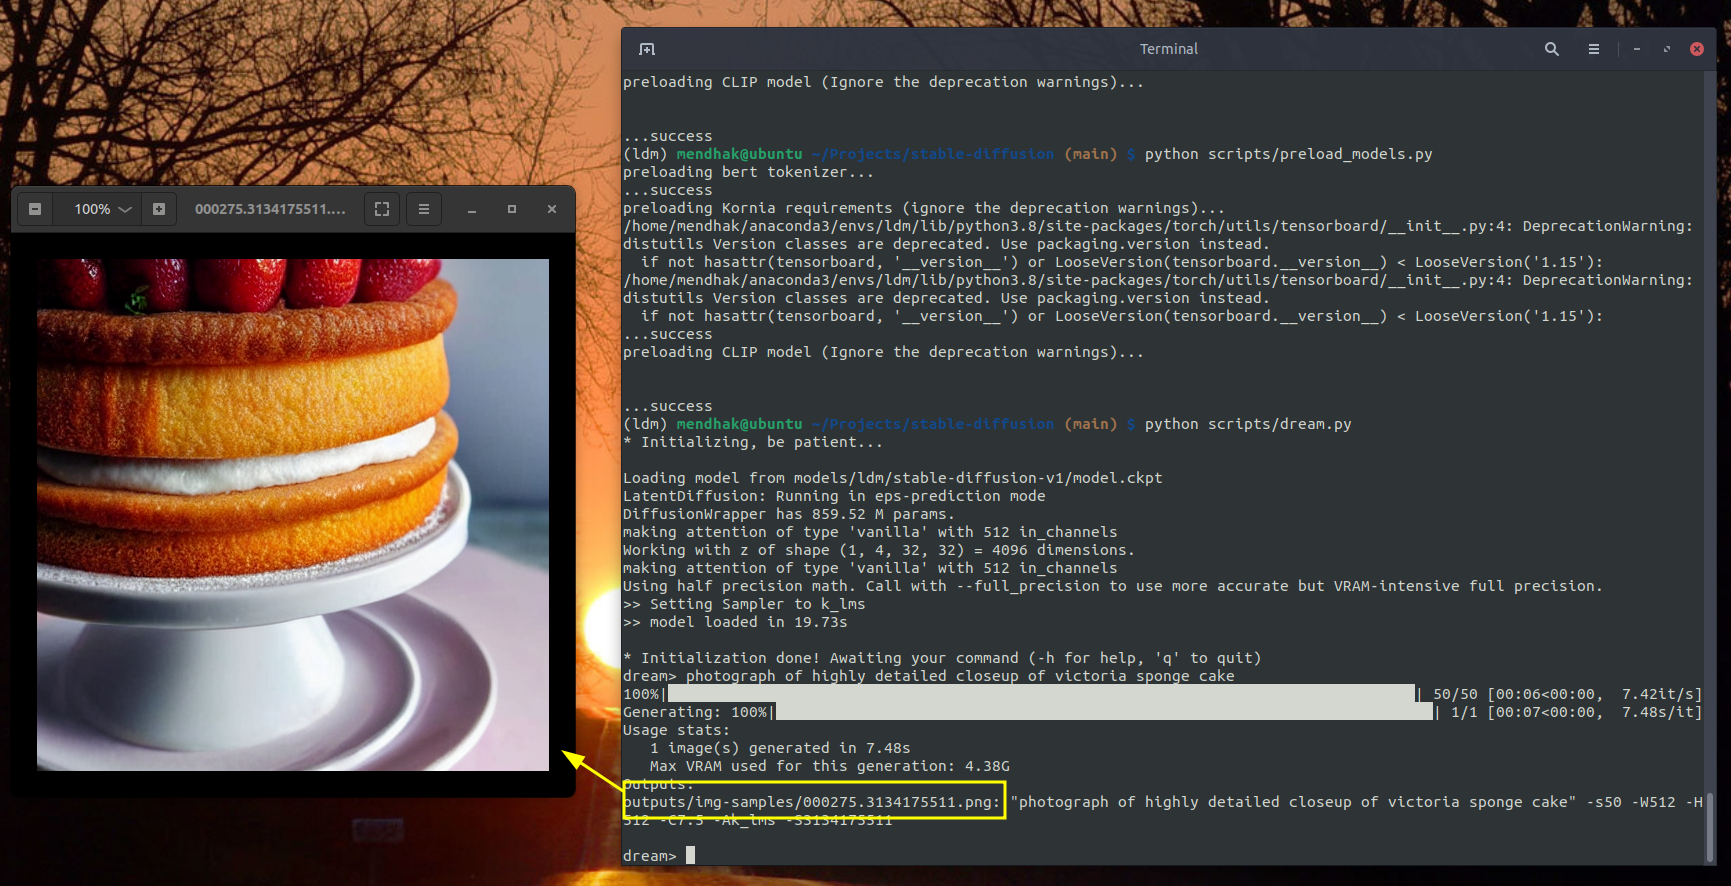 100%
000275.3134175511....
Terminal
preloading CLIP model (Ignore the deprecation warnings)...
...success
(ldm) mendhak@ubuntu ~/Projects/stable-diffusion (main) $ python scripts/preload_models.py
preloading bert tokenizer...
...success
preloading Kornia requirements (ignore the deprecation warnings)...
/home/mendhak/anaconda3/envs/ldm/lib/python3.8/site-packages/torch/utils/tensorboard/__init__.py:4: DeprecationWarning:
distutils Version classes are deprecated. Use packaging.version instead.
  if not hasattr(tensorboard, '__version__') or LooseVersion(tensorboard.__version__) < LooseVersion('1.15'):
/home/mendhak/anaconda3/envs/ldm/lib/python3.8/site-packages/torch/utils/tensorboard/__init__.py:4: DeprecationWarning:
distutils Version classes are deprecated. Use packaging.version instead.
  if not hasattr(tensorboard, '__version__') or LooseVersion(tensorboard.__version__) < LooseVersion('1.15'):
...success
preloading CLIP model (Ignore the deprecation warnings)...
...success
(ldm) mendhak@ubuntu ~/Projects/stable-diffusion (main) $ python scripts/dream.py
* Initializing, be patient...
Loading model from models/ldm/stable-diffusion-v1/model.ckpt
LatentDiffusion: Running in eps-prediction mode
DiffusionWrapper has 859.52 M params.
making attention of type 'vanilla' with 512 in_channels
Working with z of shape (1, 4, 32, 32) = 4096 dimensions.
making attention of type 'vanilla' with 512 in_channels
Using half precision math. Call with --full_precision to use more accurate but VRAM-intensive full precision.
>> Setting Sampler to k_lms
>> model loaded in 19.73s
* Initialization done! Awaiting your command (-h for help, 'q' to quit)
dream> photograph of highly detailed closeup of victoria sponge cake
100%| | 50/50 [00:06<00:00,  7.42it/s]
Generating: 100%| | 1/1 [00:07<00:00,  7.48s/it]
Usage stats:
   1 image(s) generated in 7.48s
   Max VRAM used for this generation: 4.38G
Outputs:
outputs/img-samples/000275.3134175511.png: "photograph of highly detailed closeup of victoria sponge cake" -s50 -W512 -H
512 -C7.5 -Ak_lms -S3134175511
dream>